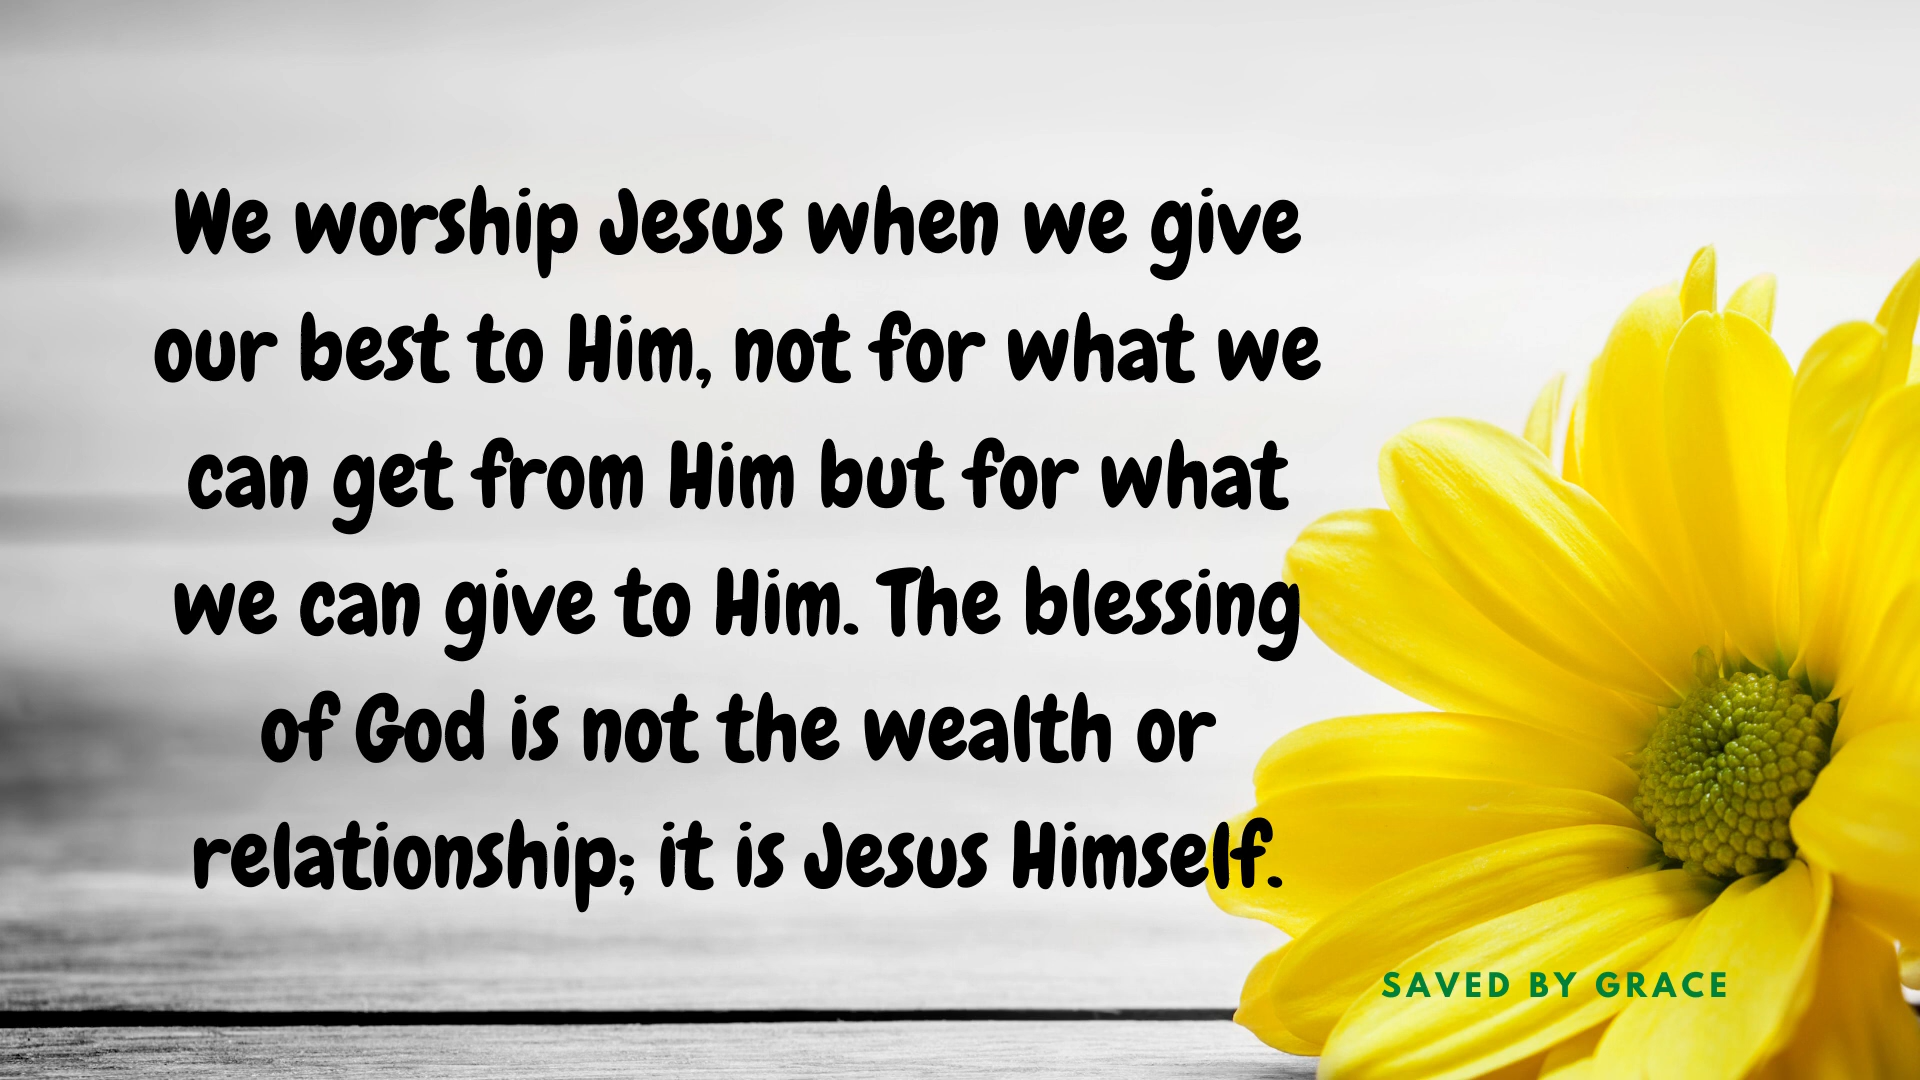 We worship Jesus when we give
our best to Him, not for what we
can get from Him but for what
we can give to Him. The blessing
of God is not the wealth or
relationship; it is Jesus Himself.
SAVED BY GRACE